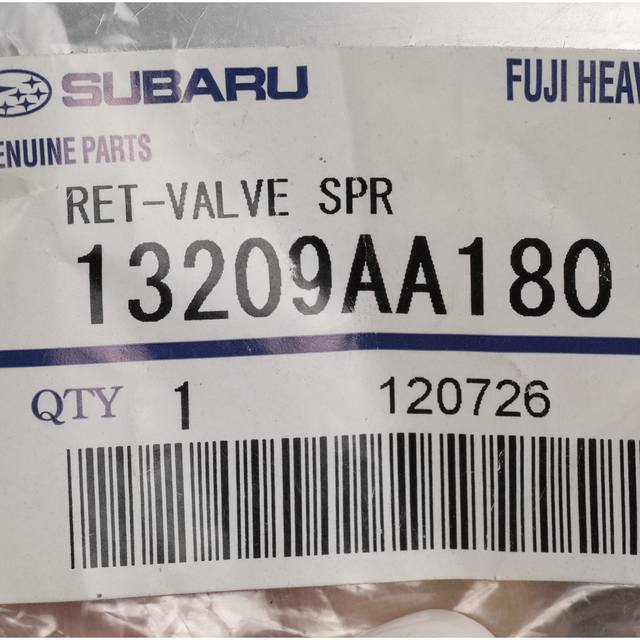 SUBARU FUJI HEAV
ENUINE PARTS
RET-VALVE SPR
13209AA180
QTY 1 120726